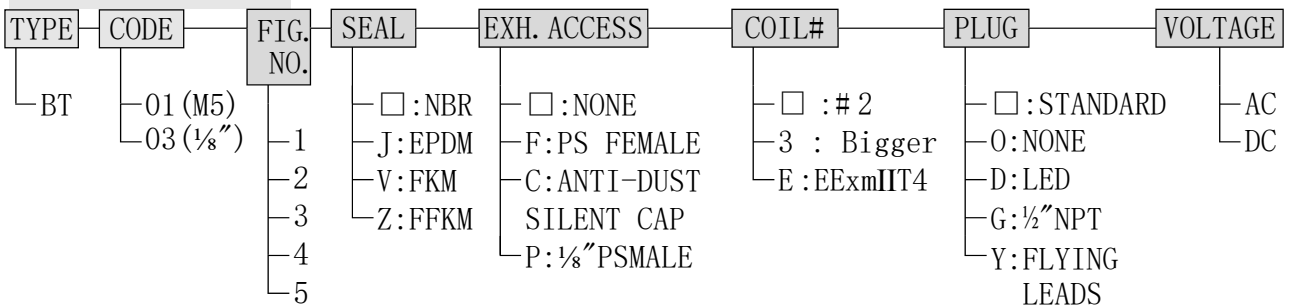 TYPE CODE FIG. NO. SEAL EXH. ACCESS COIL# PLUG VOLTAGE
BT
01(M5)
03(⅛″)
1
2
3
4
5
□:NBR
J:EPDM
V:FKM
Z:FFKM
□:NONE
F:PS FEMALE
C:ANTI-DUST
SILENT CAP
P:⅛″PSMALE
□ :#2
3 : Bigger
E:EExmⅡT4
□:STANDARD
O:NONE
D:LED
G:½″NPT
Y:FLYING
LEADS
AC
DC